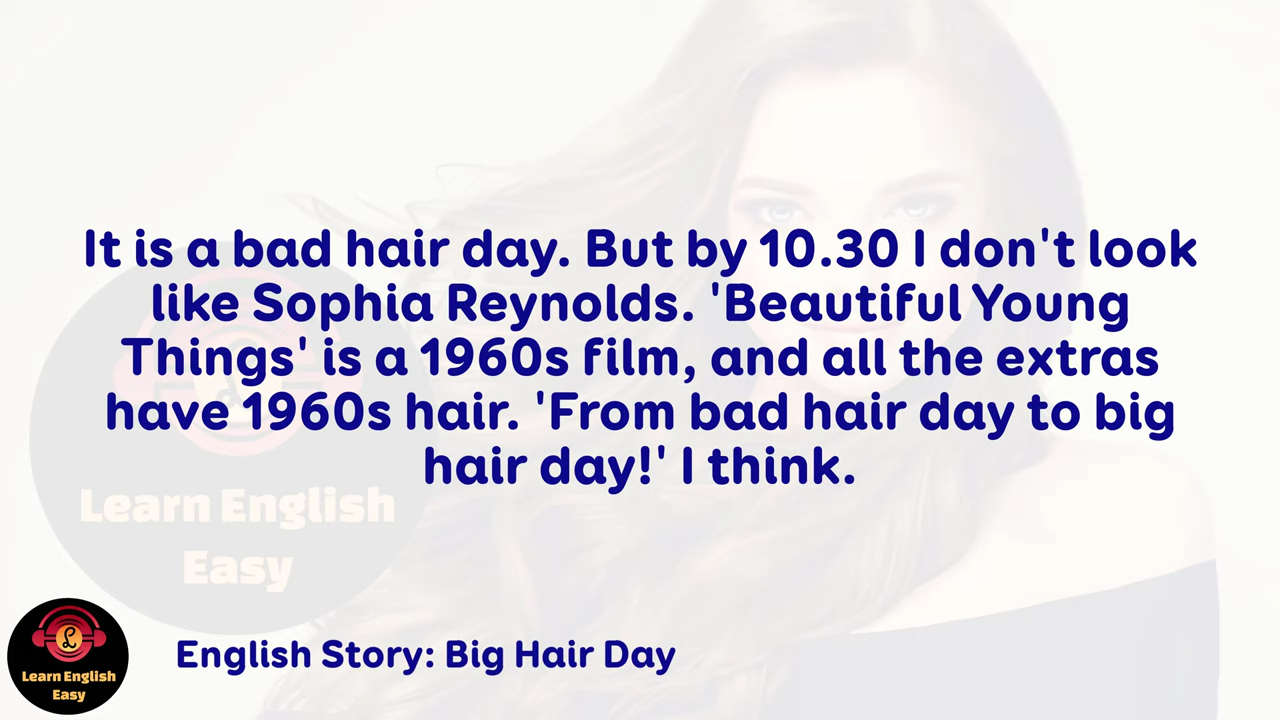 It is a bad hair day. But by 10.30 I don't look
like Sophia Reynolds. 'Beautiful Young
Things' is a 1960s film, and all the extras
have 1960s hair. 'From bad hair day to big
hair day!' I think.
Learn English
Easy
English Story: Big Hair Day
L
Learn English
Easy